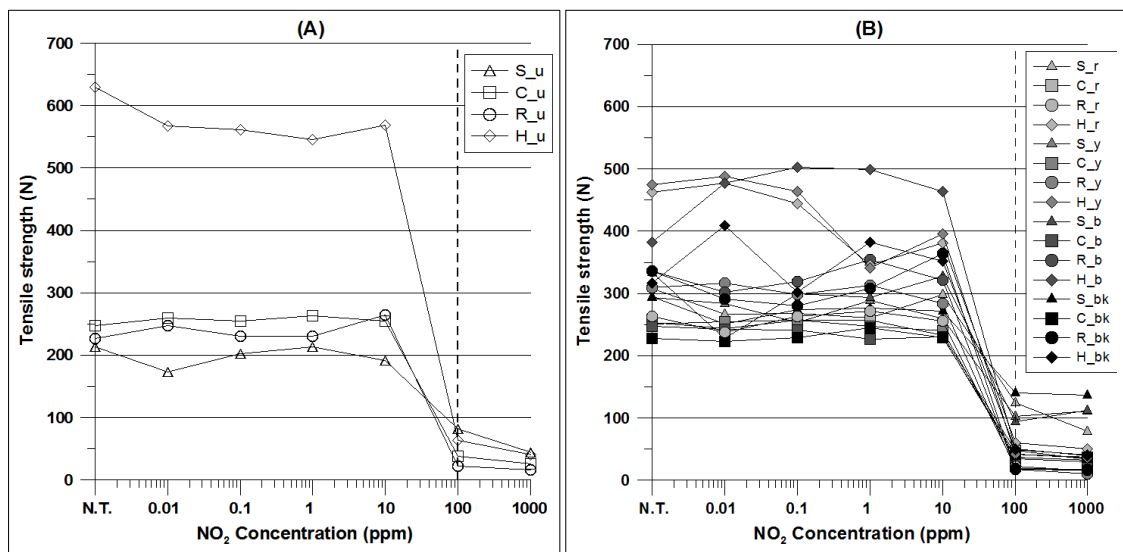 (A)
700
600
500
400
300
200
100
0
Tensile strength (N)
N.T. 0.01 0.1 1 10 100 1000
NO₂ Concentration (ppm)
S_u
C_u
R_u
H_u
(B)
700
600
500
400
300
200
100
0
Tensile strength (N)
N.T. 0.01 0.1 1 10 100 1000
NO₂ Concentration (ppm)
S_r
C_r
R_r
H_r
S_y
C_y
R_y
H_y
S_b
C_b
R_b
H_b
S_bk
C_bk
R_bk
H_bk